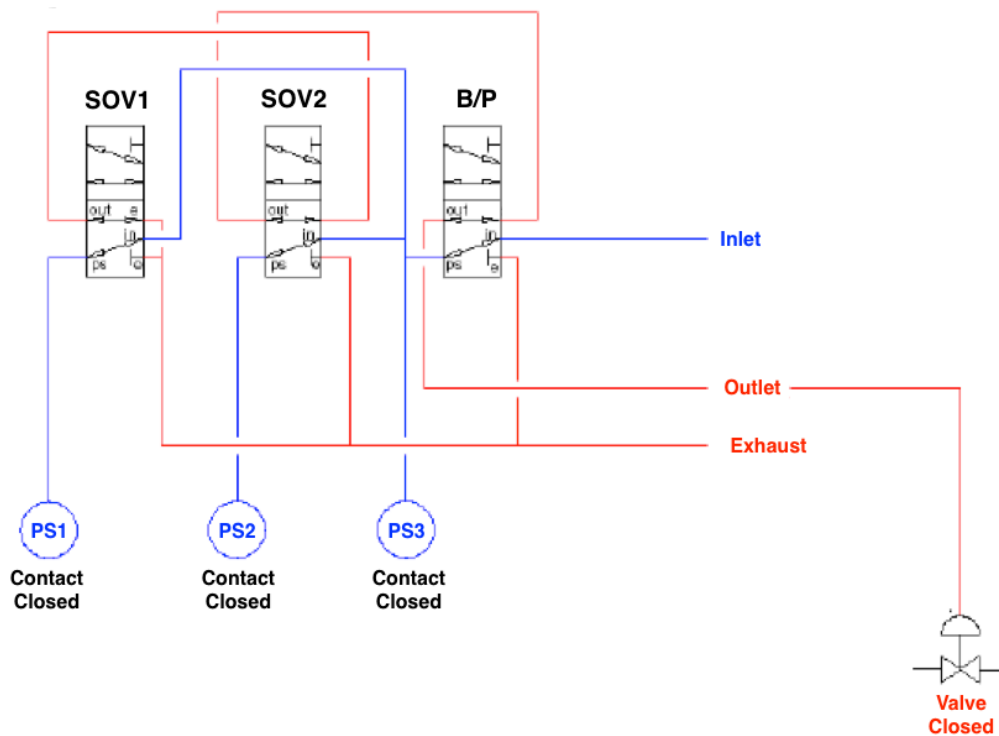 SOV1
SOV2
B/P
out e
in
ps e
out
in
ps e
out
in
ps e
Inlet
Outlet
Exhaust
PS1
PS2
PS3
Contact
Closed
Contact
Closed
Contact
Closed
Valve
Closed